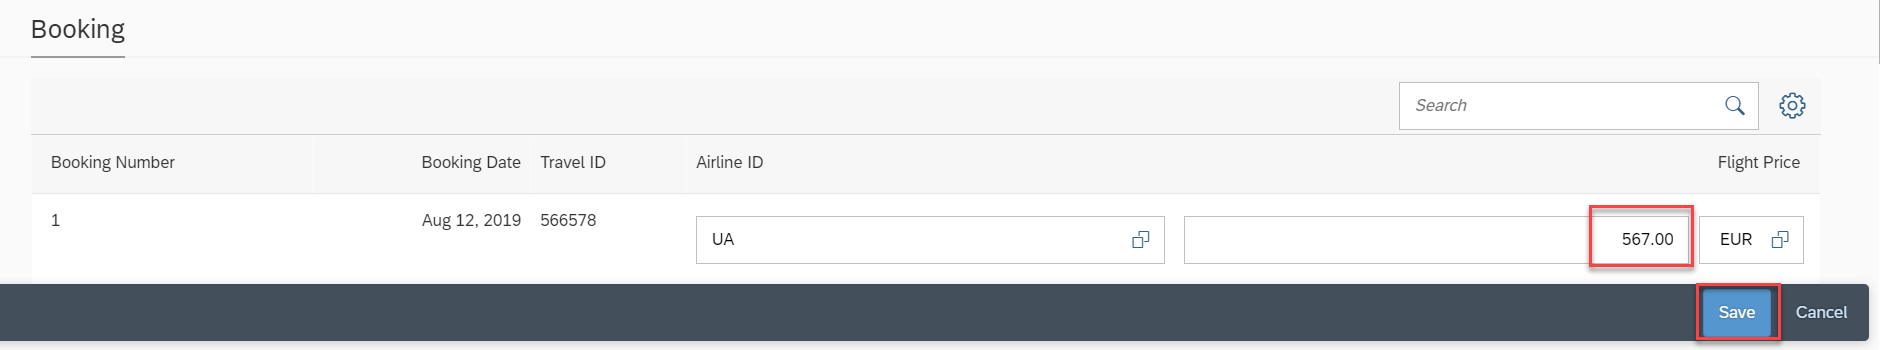 Booking
Search
Booking Number Booking Date Travel ID Airline ID Flight Price
1 Aug 12, 2019 566578 UA 567.00 EUR
Save Cancel